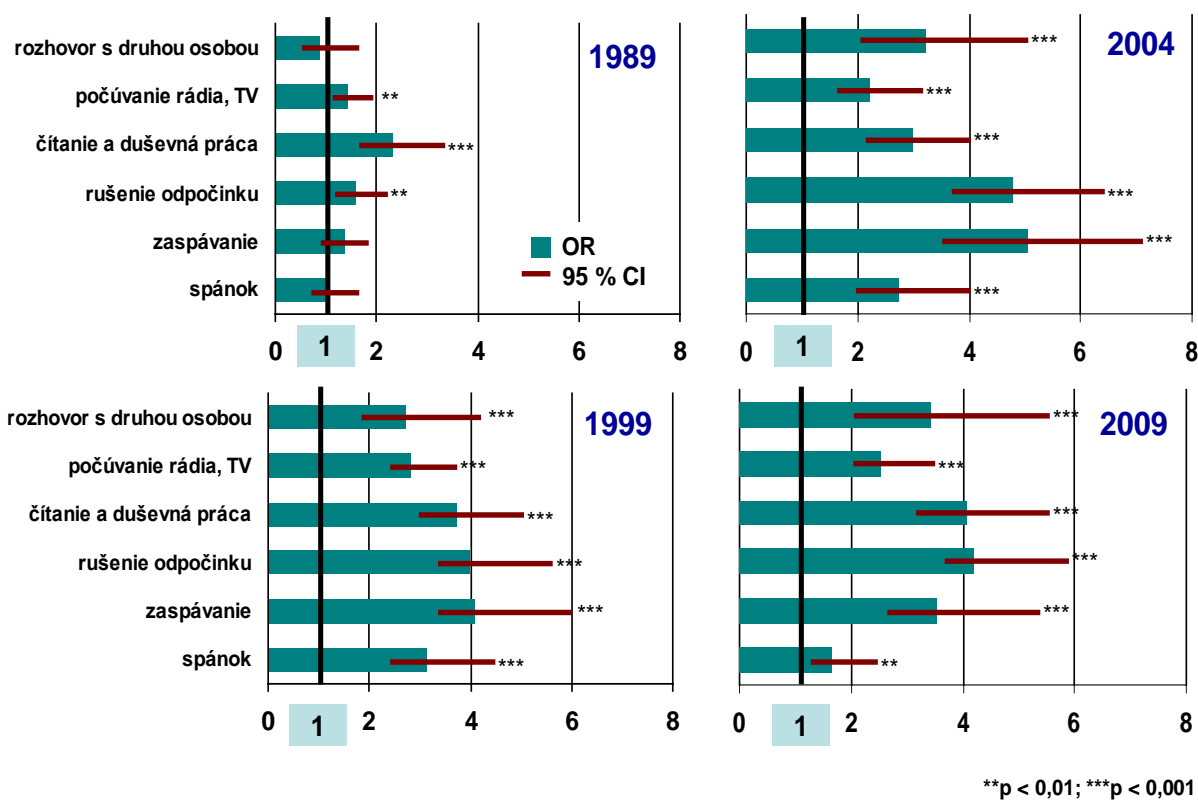 1989
rozhovor s druhou osobou
počúvanie rádia, TV
**
čítanie a duševná práca
***
rušenie odpočinku
**
zaspávanie
spánok
OR
95 % CI
0 1 2 4 6 8
2004
***
***
***
***
***
***
0 1 2 4 6 8
1999
rozhovor s druhou osobou
***
počúvanie rádia, TV
***
čítanie a duševná práca
***
rušenie odpočinku
***
zaspávanie
***
spánok
***
0 1 2 4 6 8
2009
***
***
***
***
***
**
0 1 2 4 6 8
**p < 0,01; ***p < 0,001